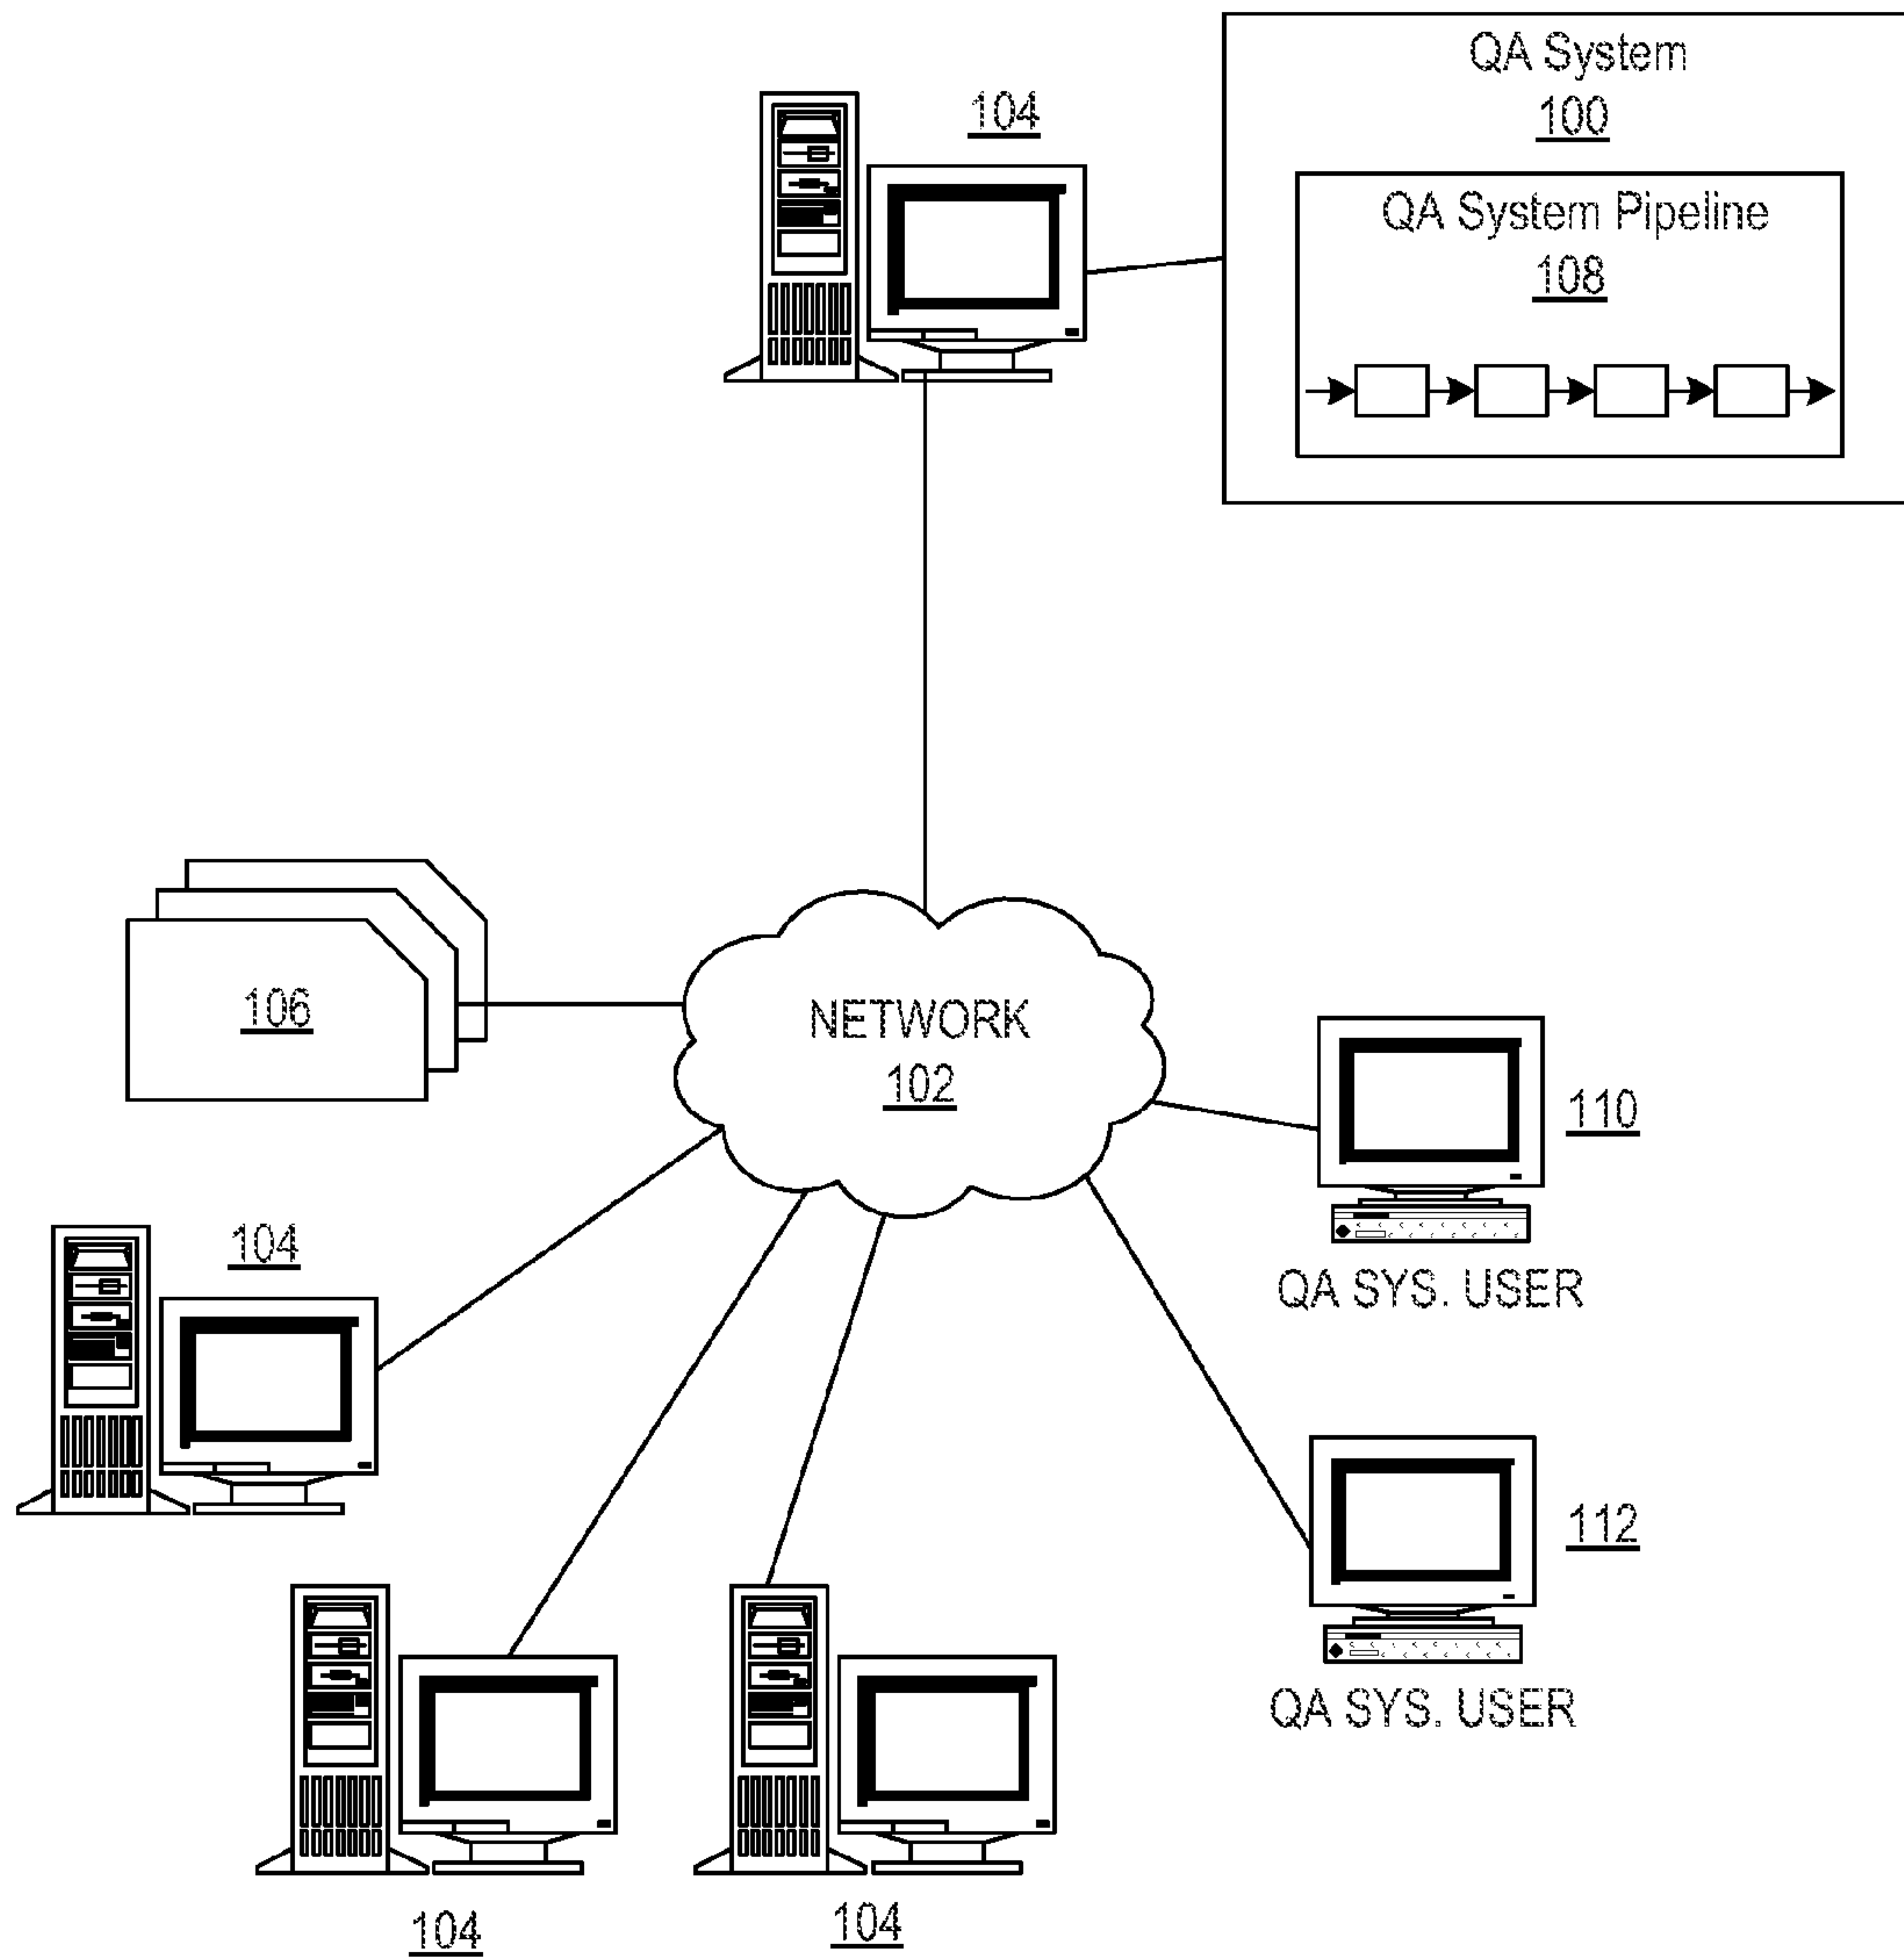 QA System
100
104
QA System Pipeline
108
106
NETWORK
102
110
QA SYS. USER
104
112
QA SYS. USER
104
104